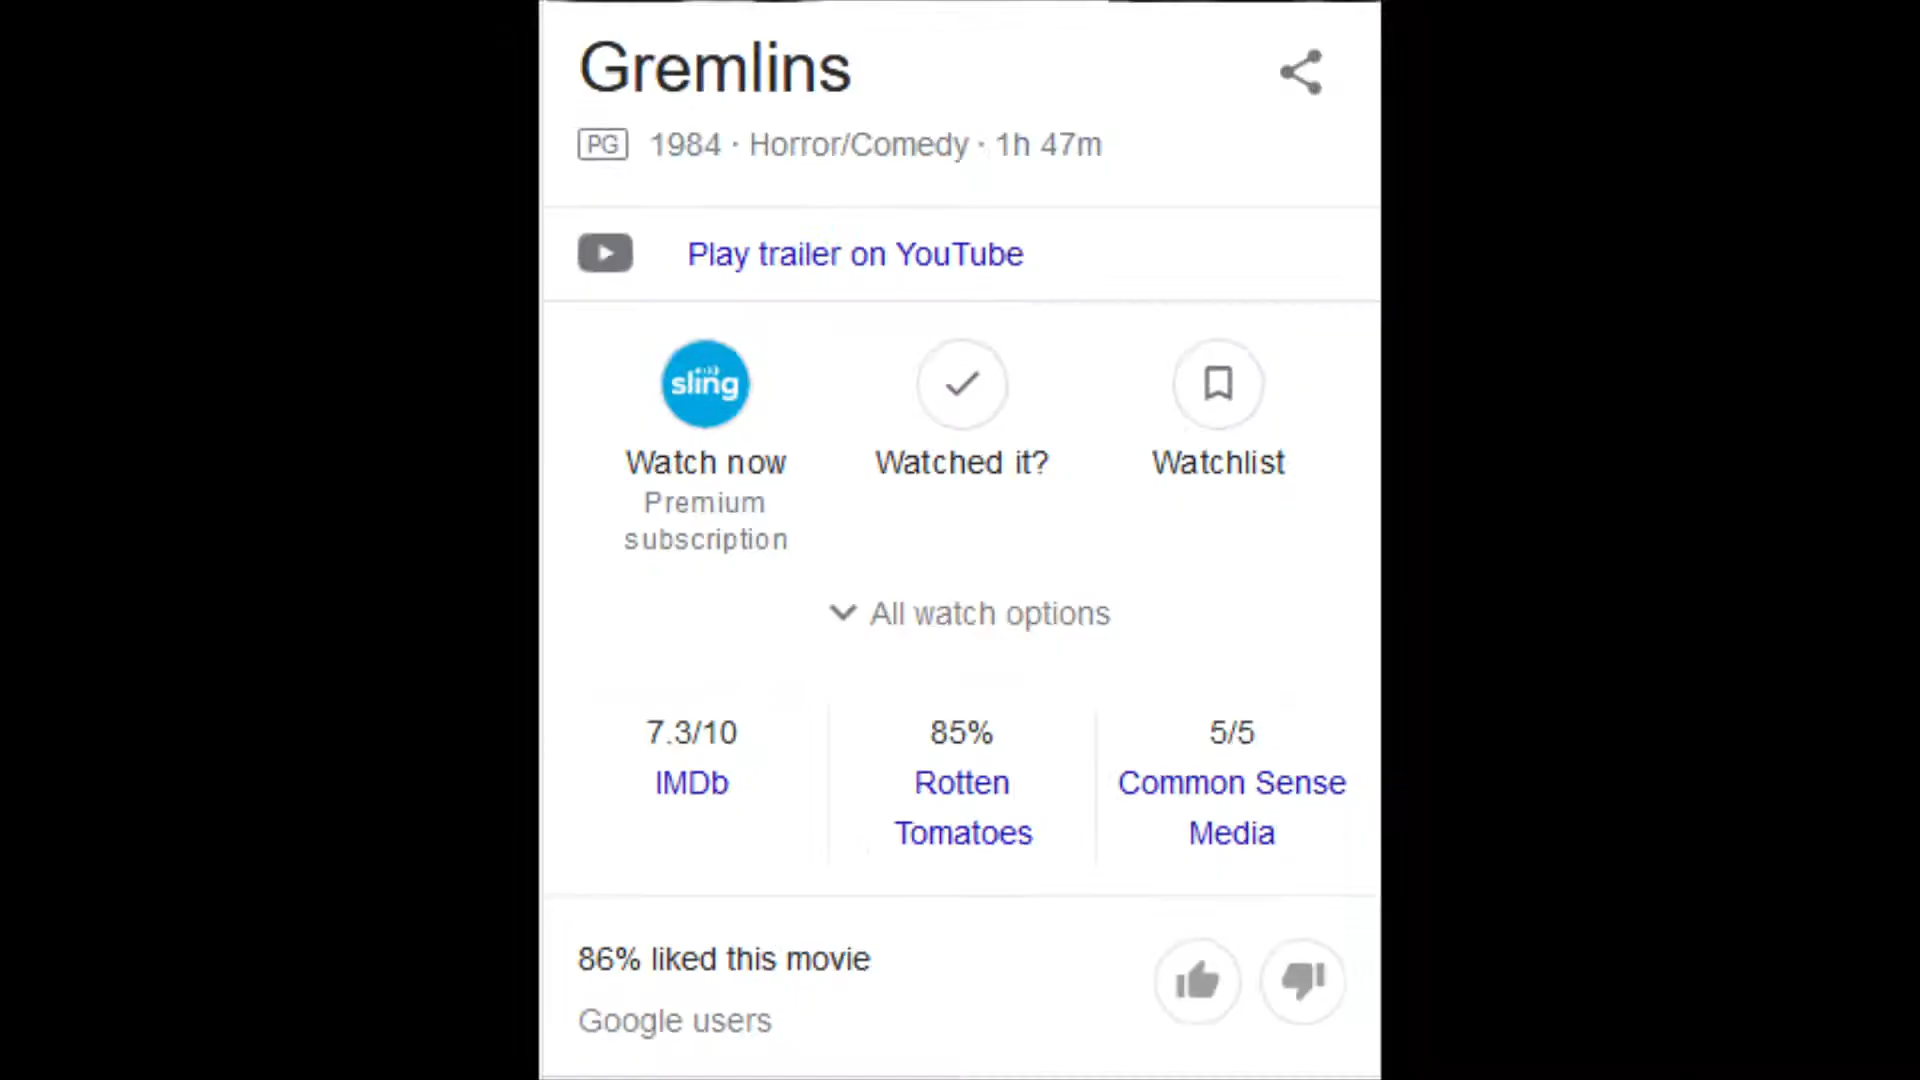 Gremlins
PG 1984 · Horror/Comedy · 1h 47m
Play trailer on YouTube
sling
Watch now
Premium
subscription
Watched it?
Watchlist
All watch options
7.3/10
IMDb
85%
Rotten
Tomatoes
5/5
Common Sense
Media
86% liked this movie
Google users